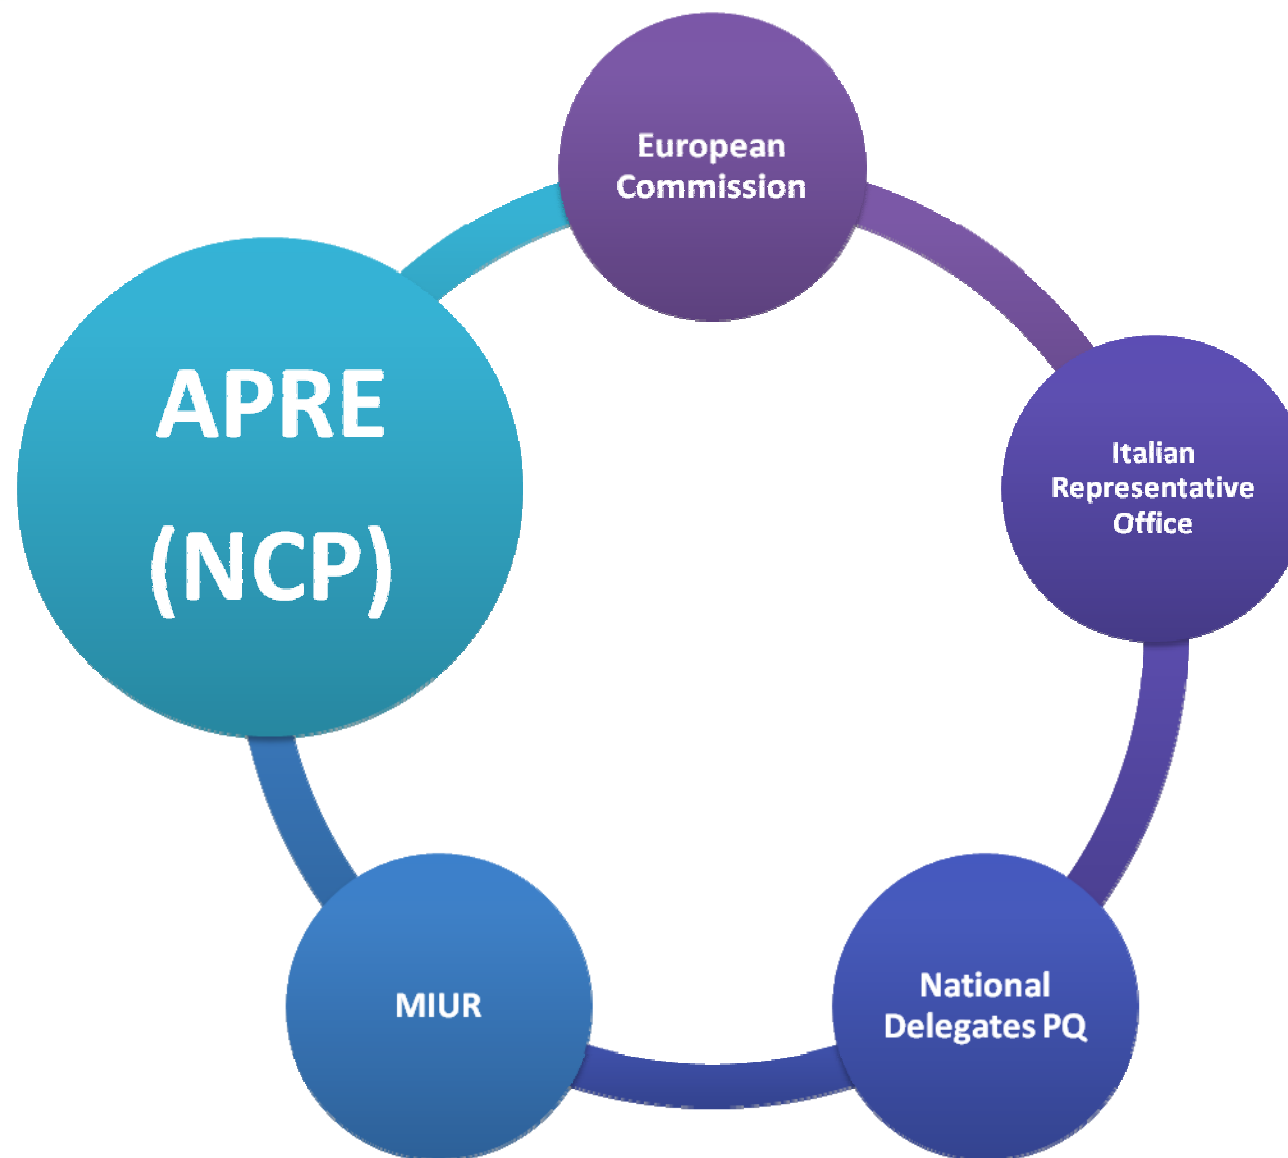 European
Commission
Italian
Representative
Office
National
Delegates PQ
MIUR
APRE
(NCP)